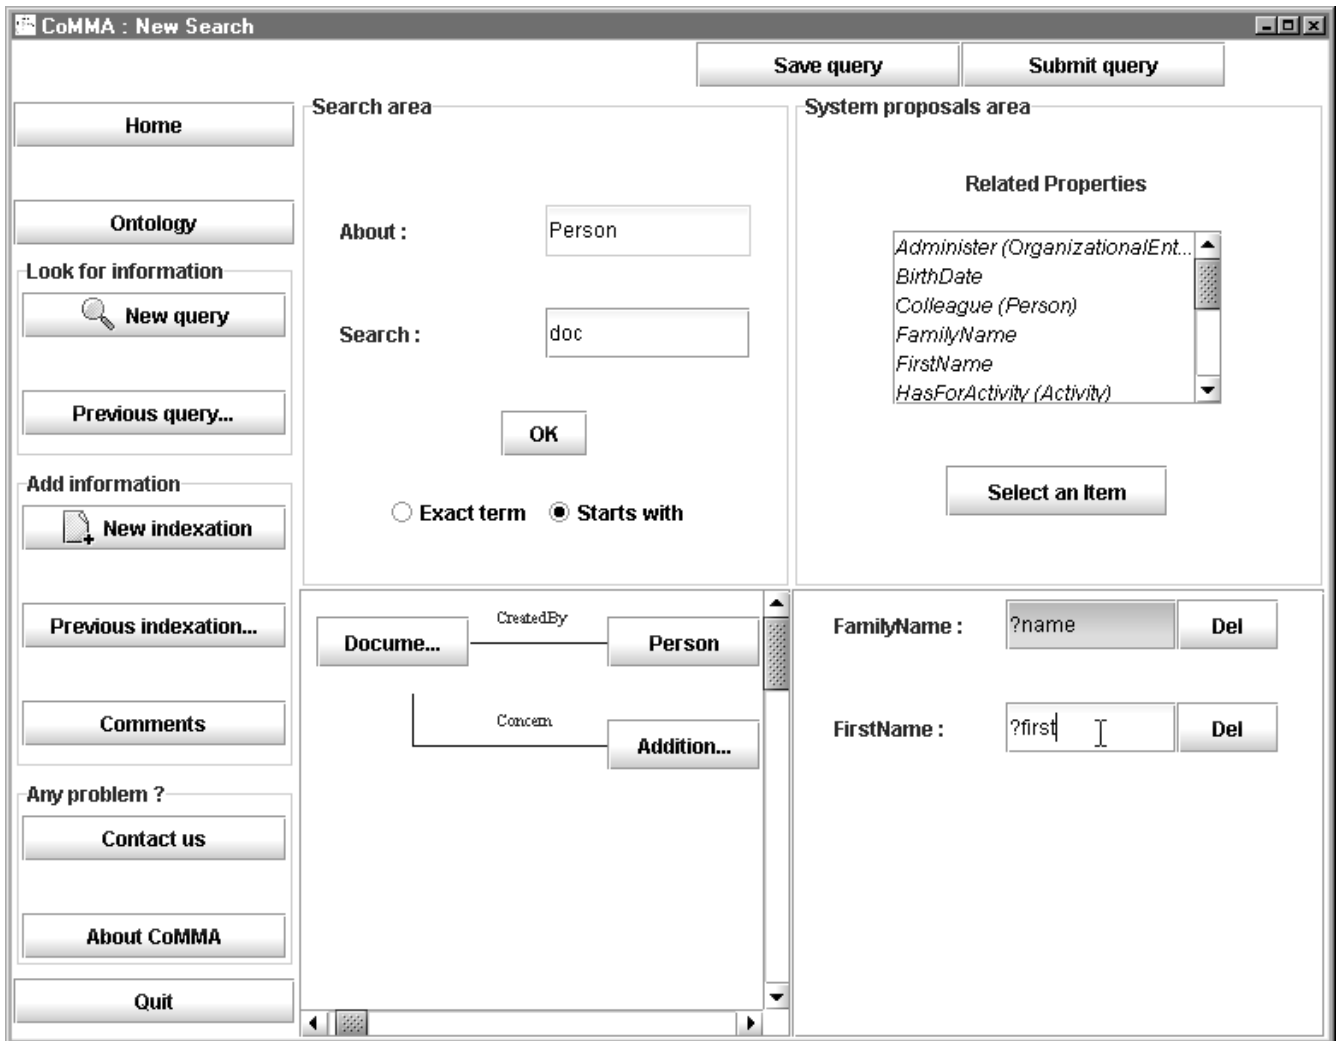 CoMMA : New Search
Save query
Submit query
Home
Ontology
Look for information
New query
Previous query...
Add information
New indexation
Previous indexation...
Comments
Any problem ?
Contact us
About CoMMA
Quit
Search area
About :
Person
Search :
doc
OK
Exact term
Starts with
System proposals area
Related Properties
Administer (OrganizationalEnt...
BirthDate
Colleague (Person)
FamilyName
FirstName
HasForActivity (Activity)
Select an Item
Docume...
CreatedBy
Person
Concern
Addition...
FamilyName :
?name
Del
FirstName :
?first
Del